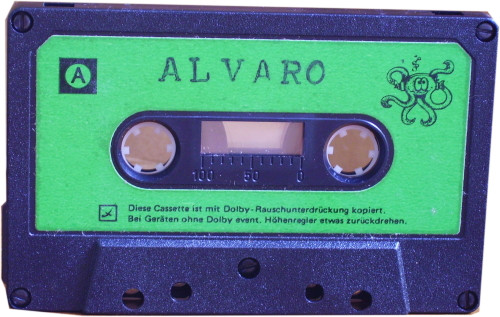 A
ALVARO
100 50 0
Diese Cassette ist mit Dolby-Rauschunterdrückung kopiert.
Bei Geräten ohne Dolby event. Höhenregler etwas zurückdrehen.